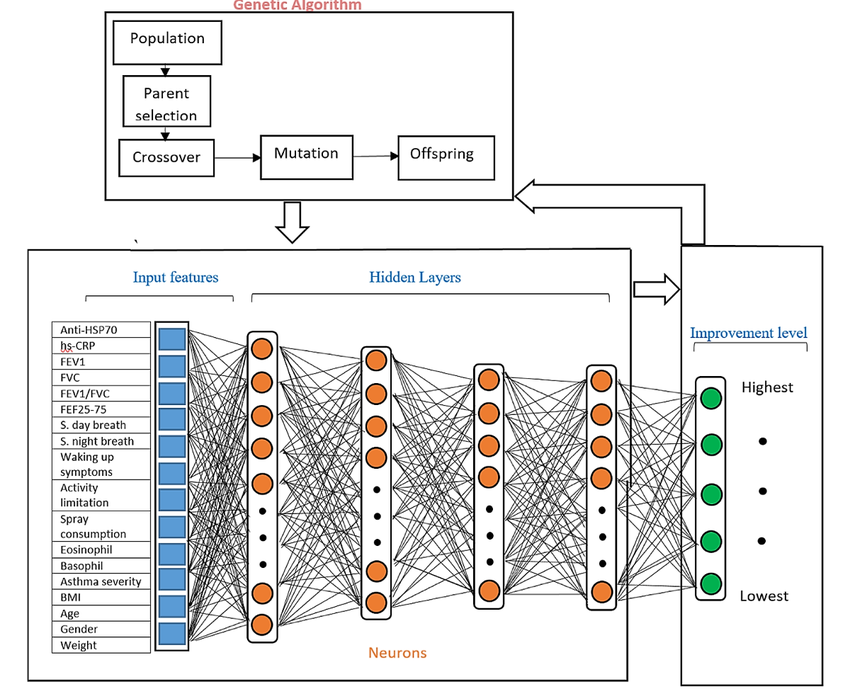 Genetic Algorithm
Population
Parent
selection
Crossover
Mutation
Offspring
Input features
Hidden Layers
Improvement level
Anti-HSP70
hs-CRP
FEV1
FVC
FEV1/FVC
FEF25-75
S. day breath
S. night breath
Waking up
symptoms
Activity
limitation
Spray
consumption
Eosinophil
Basophil
Asthma severity
BMI
Age
Gender
Weight
Highest
Lowest
Neurons